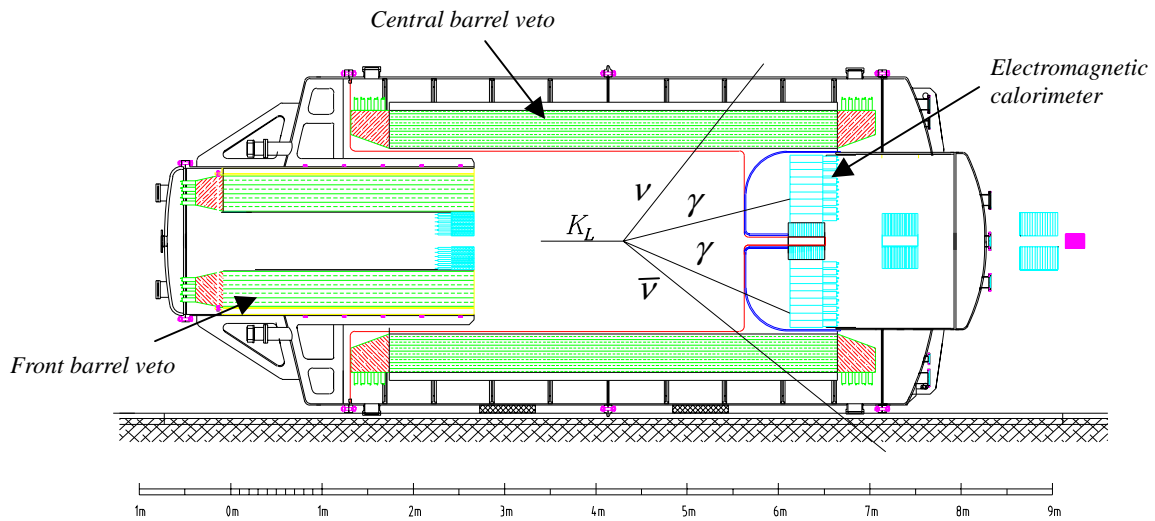 Central barrel veto
Electromagnetic
calorimeter
ν
γ
K_L
γ
ν̅
Front barrel veto
1m 0m 1m 2m 3m 4m 5m 6m 7m 8m 9m